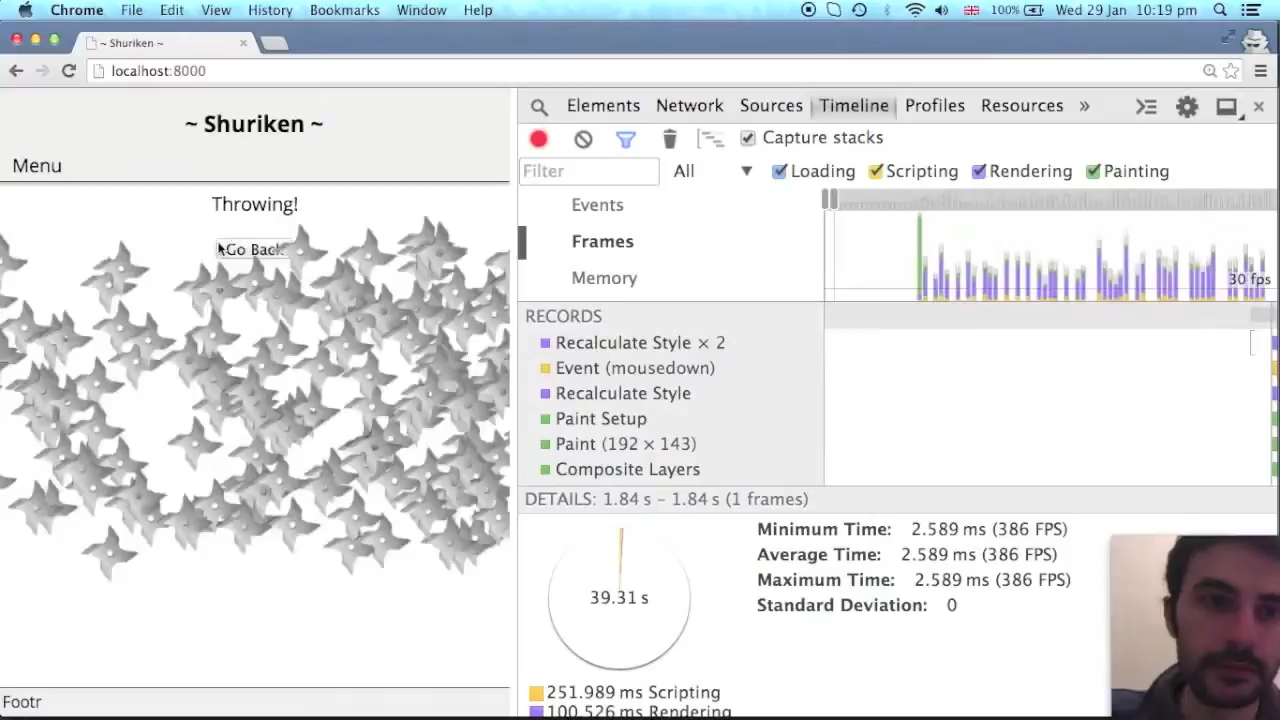 Chrome File Edit View History Bookmarks Window Help 100% Wed 29 Jan 10:19 pm
~ Shuriken ~
localhost:8000
~ Shuriken ~
Menu
Throwing!
Go Back
Footr
Elements Network Sources Timeline Profiles Resources »
Capture stacks
Filter All Loading Scripting Rendering Painting
Events
Frames
Memory
30 fps
RECORDS
Recalculate Style × 2
Event (mousedown)
Recalculate Style
Paint Setup
Paint (192 × 143)
Composite Layers
DETAILS: 1.84 s – 1.84 s (1 frames)
39.31 s
Minimum Time: 2.589 ms (386 FPS)
Average Time: 2.589 ms (386 FPS)
Maximum Time: 2.589 ms (386 FPS)
Standard Deviation: 0
251.989 ms Scripting
100.526 ms Rendering